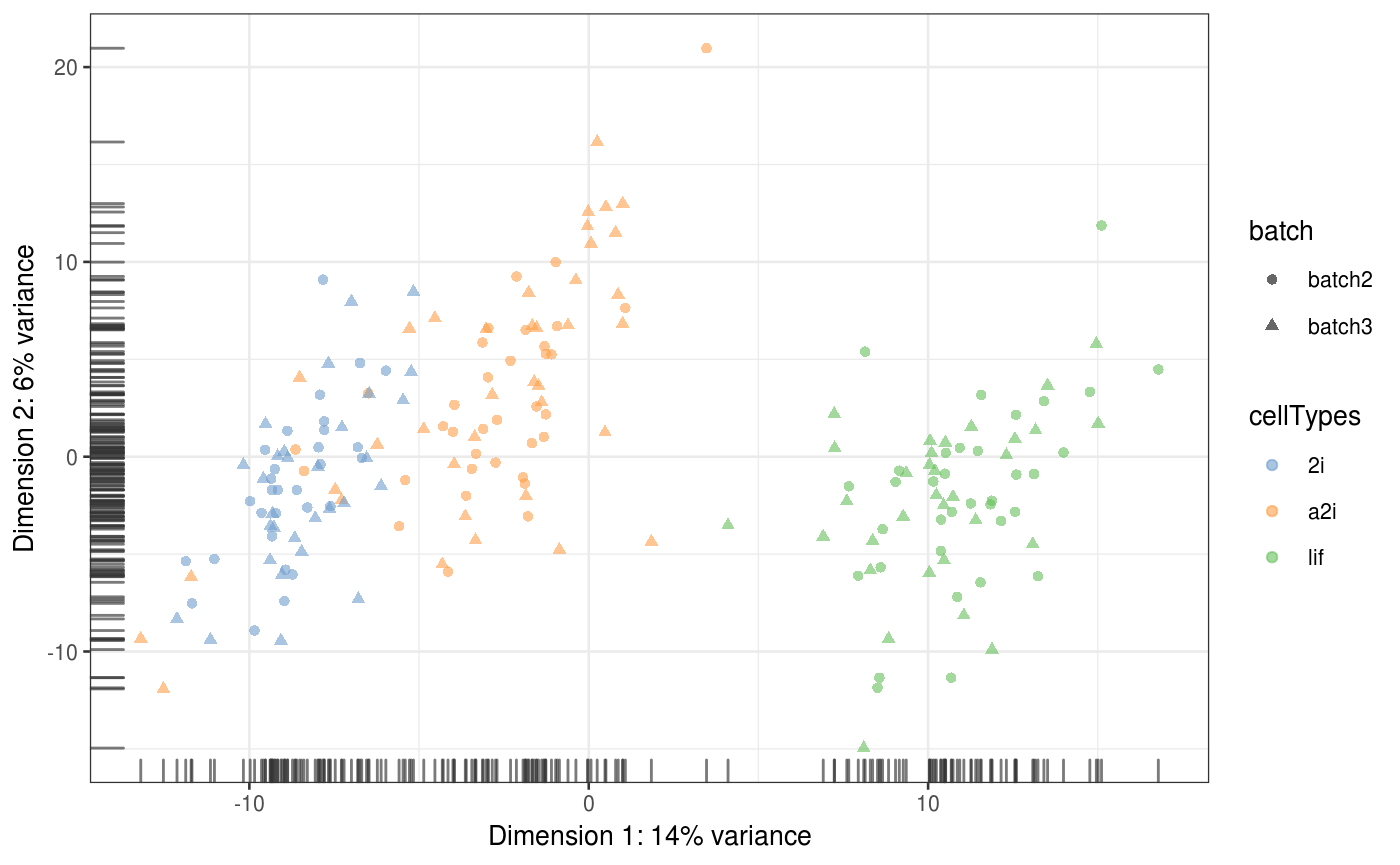 20
10
0
-10
Dimension 2: 6% variance
-10
0
10
Dimension 1: 14% variance
batch
batch2
batch3
cellTypes
2i
a2i
lif